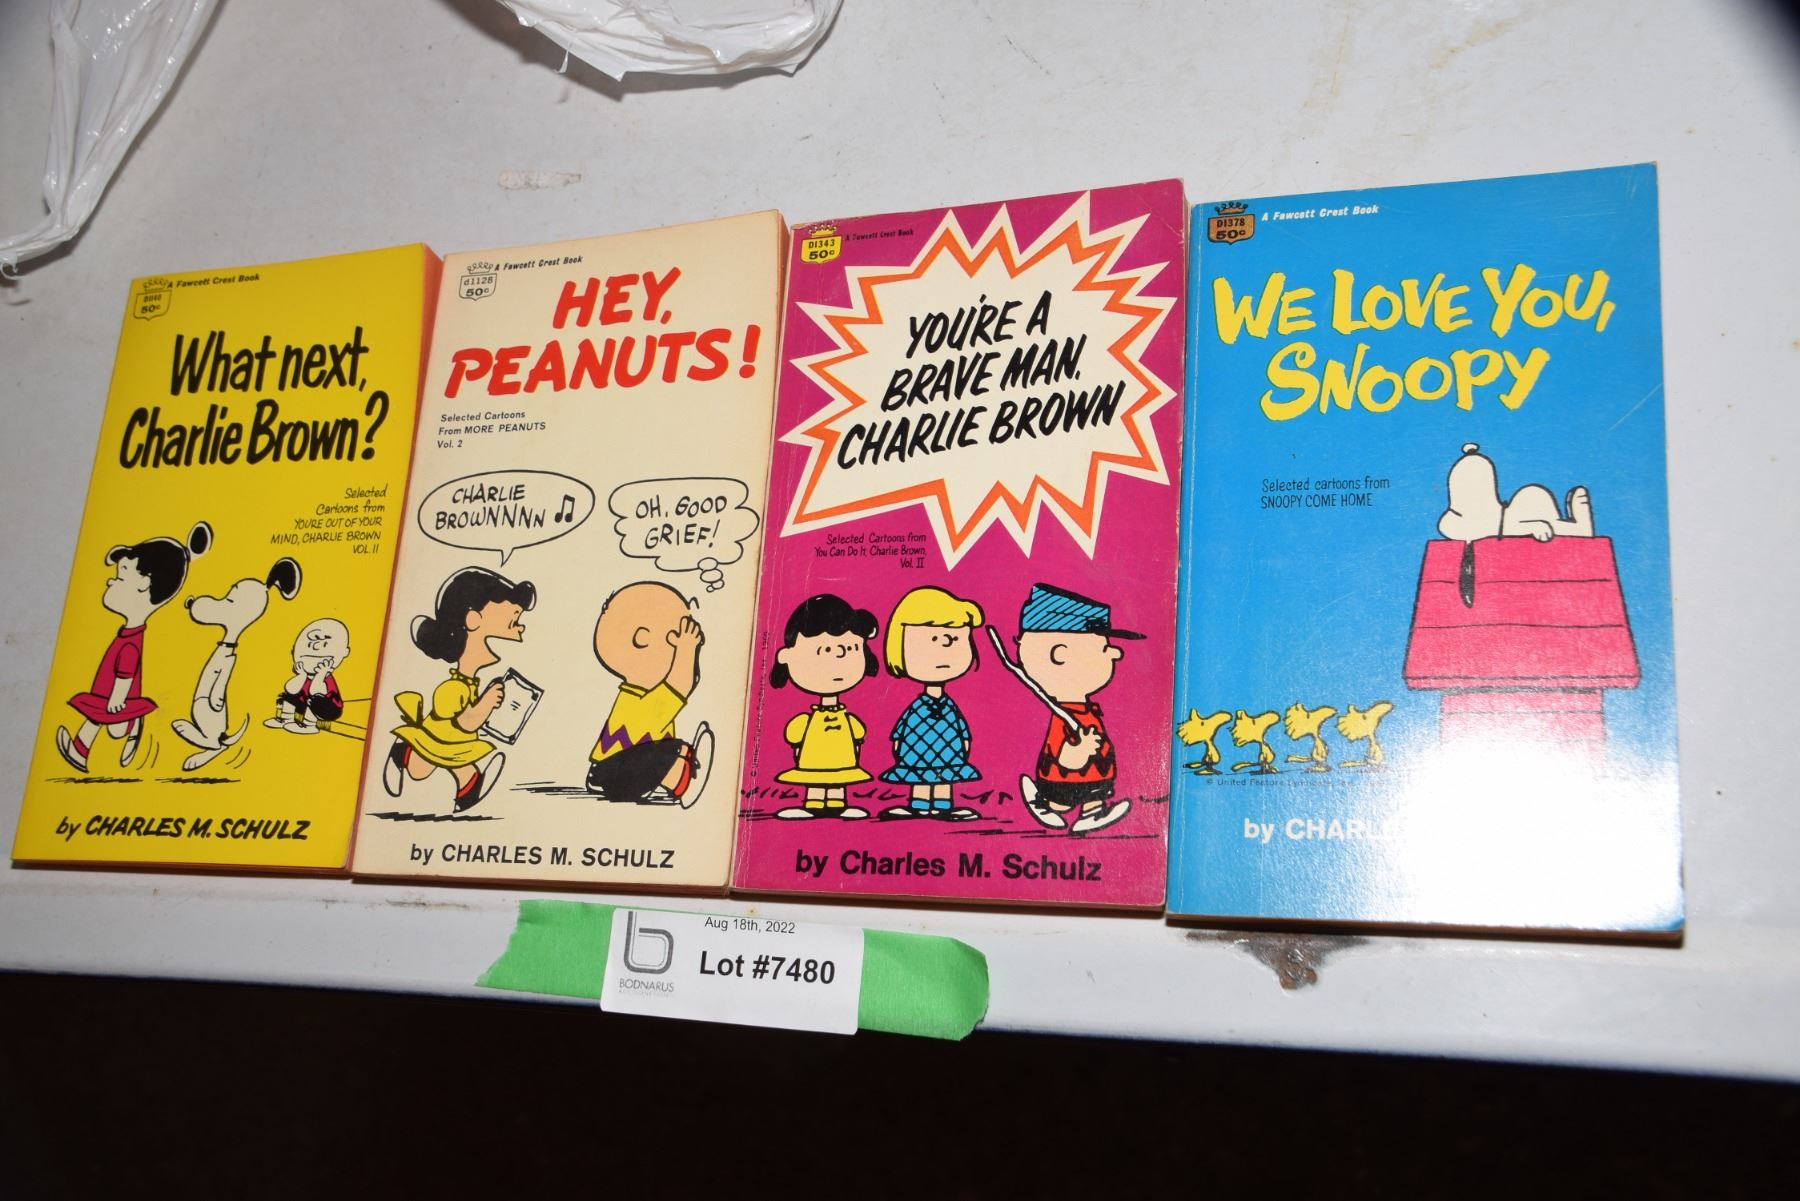 A Fawcett Crest Book
50¢
What next,
Charlie Brown?
Selected
Cartoons from
YOU'RE OUT OF YOUR
MIND, CHARLIE BROWN
VOL. II
by CHARLES M. SCHULZ
A Fawcett Crest Book
d1128
50¢
HEY,
PEANUTS!
Selected Cartoons
From MORE PEANUTS
Vol. 2
CHARLIE
BROWNNNN
OH, GOOD
GRIEF!
by CHARLES M. SCHULZ
A Fawcett Crest Book
D1343
50¢
YOU'RE A
BRAVE MAN,
CHARLIE BROWN
Selected Cartoons from
You Can Do It, Charlie Brown,
Vol. II
by Charles M. Schulz
A Fawcett Crest Book
D1378
50¢
WE LOVE YOU,
SNOOPY
Selected cartoons from
SNOOPY COME HOME
© United Feature
by CHARLE
Aug 18th, 2022
Lot #7480
BODNARUS